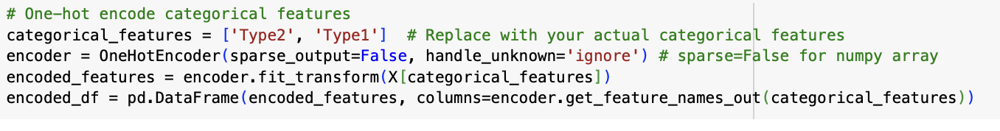 # One-hot encode categorical features
categorical_features = ['Type2', 'Type1']  # Replace with your actual categorical features
encoder = OneHotEncoder(sparse_output=False, handle_unknown='ignore') # sparse=False for numpy array
encoded_features = encoder.fit_transform(X[categorical_features])
encoded_df = pd.DataFrame(encoded_features, columns=encoder.get_feature_names_out(categorical_features))